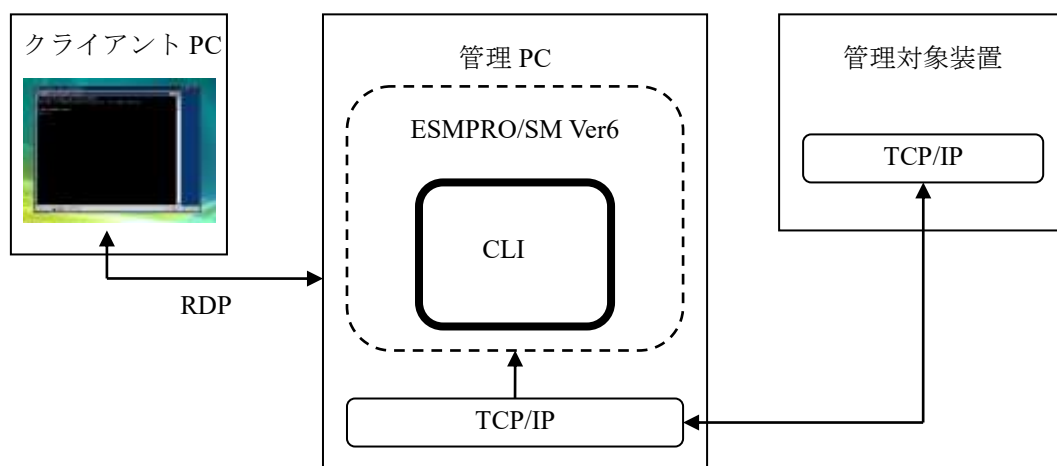 クライアント PC
管理 PC
管理対象装置
ESMPRO/SM Ver6
TCP/IP
CLI
RDP
TCP/IP